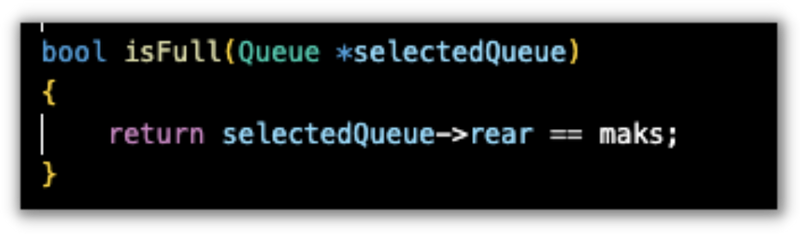 bool isFull(Queue *selectedQueue)
{
    return selectedQueue->rear == maks;
}